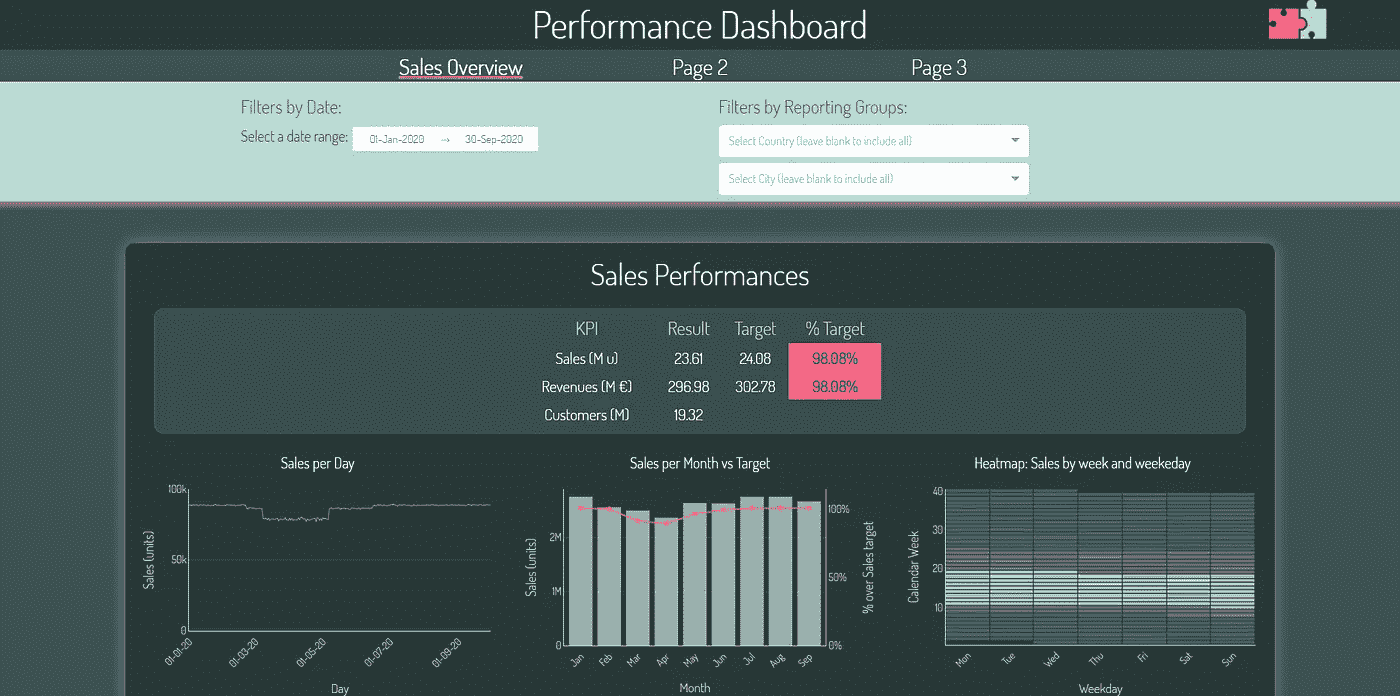 Performance Dashboard
Sales Overview Page 2 Page 3
Filters by Date:
Select a date range: 01-Jan-2020 → 30-Sep-2020
Filters by Reporting Groups:
Select Country (leave blank to include all)
Select City (leave blank to include all)
Sales Performances
KPI Result Target % Target
Sales (M u) 23.61 24.08 98.08%
Revenues (M €) 296.98 302.78 98.08%
Customers (M) 19.32
Sales per Day
Sales (units)
100k
50k
0
01-01-20 01-03-20 01-05-20 01-07-20 01-09-20
Day
Sales per Month vs Target
Sales (units)
2M
1M
0
100%
50%
0%
% over Sales target
Jan Feb Mar Apr May Jun Jul Aug Sep
Month
Heatmap: Sales by week and weekeday
Calendar Week
40
30
20
10
Mon Tue Wed Thu Fri Sat Sun
Weekday